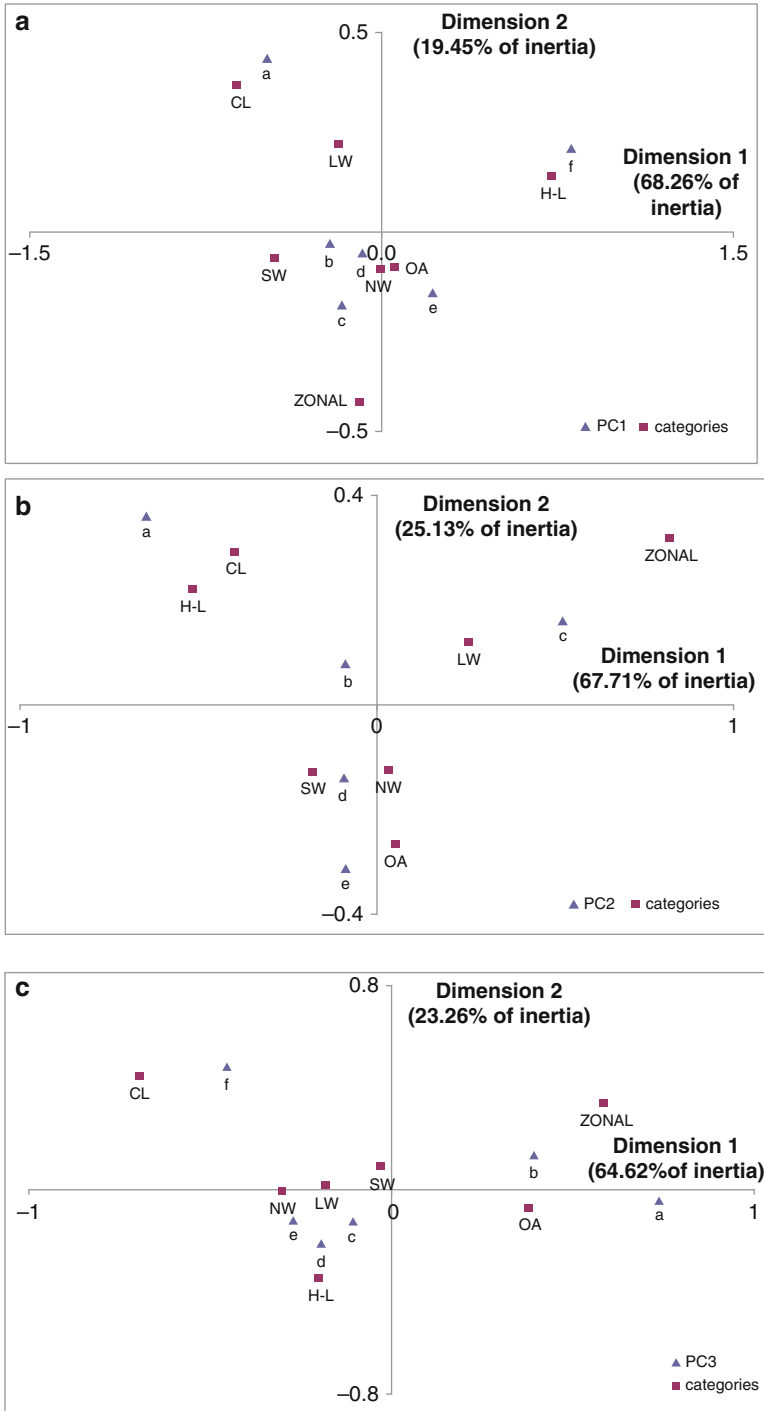 a
0.5
Dimension 2
(19.45% of inertia)
a
CL
LW
f
H-L
Dimension 1
(68.26% of
inertia)
−1.5
0.0
1.5
b
d
SW
NW
OA
c
e
ZONAL
−0.5
PC1
categories
b
0.4
Dimension 2
(25.13% of inertia)
a
CL
H-L
ZONAL
c
LW
b
Dimension 1
(67.71% of inertia)
−1
0
1
SW
d
NW
OA
e
−0.4
PC2
categories
c
0.8
Dimension 2
(23.26% of inertia)
CL
f
ZONAL
Dimension 1
(64.62%of inertia)
b
SW
−1
0
1
NW
LW
e
c
d
OA
a
H-L
−0.8
PC3
categories